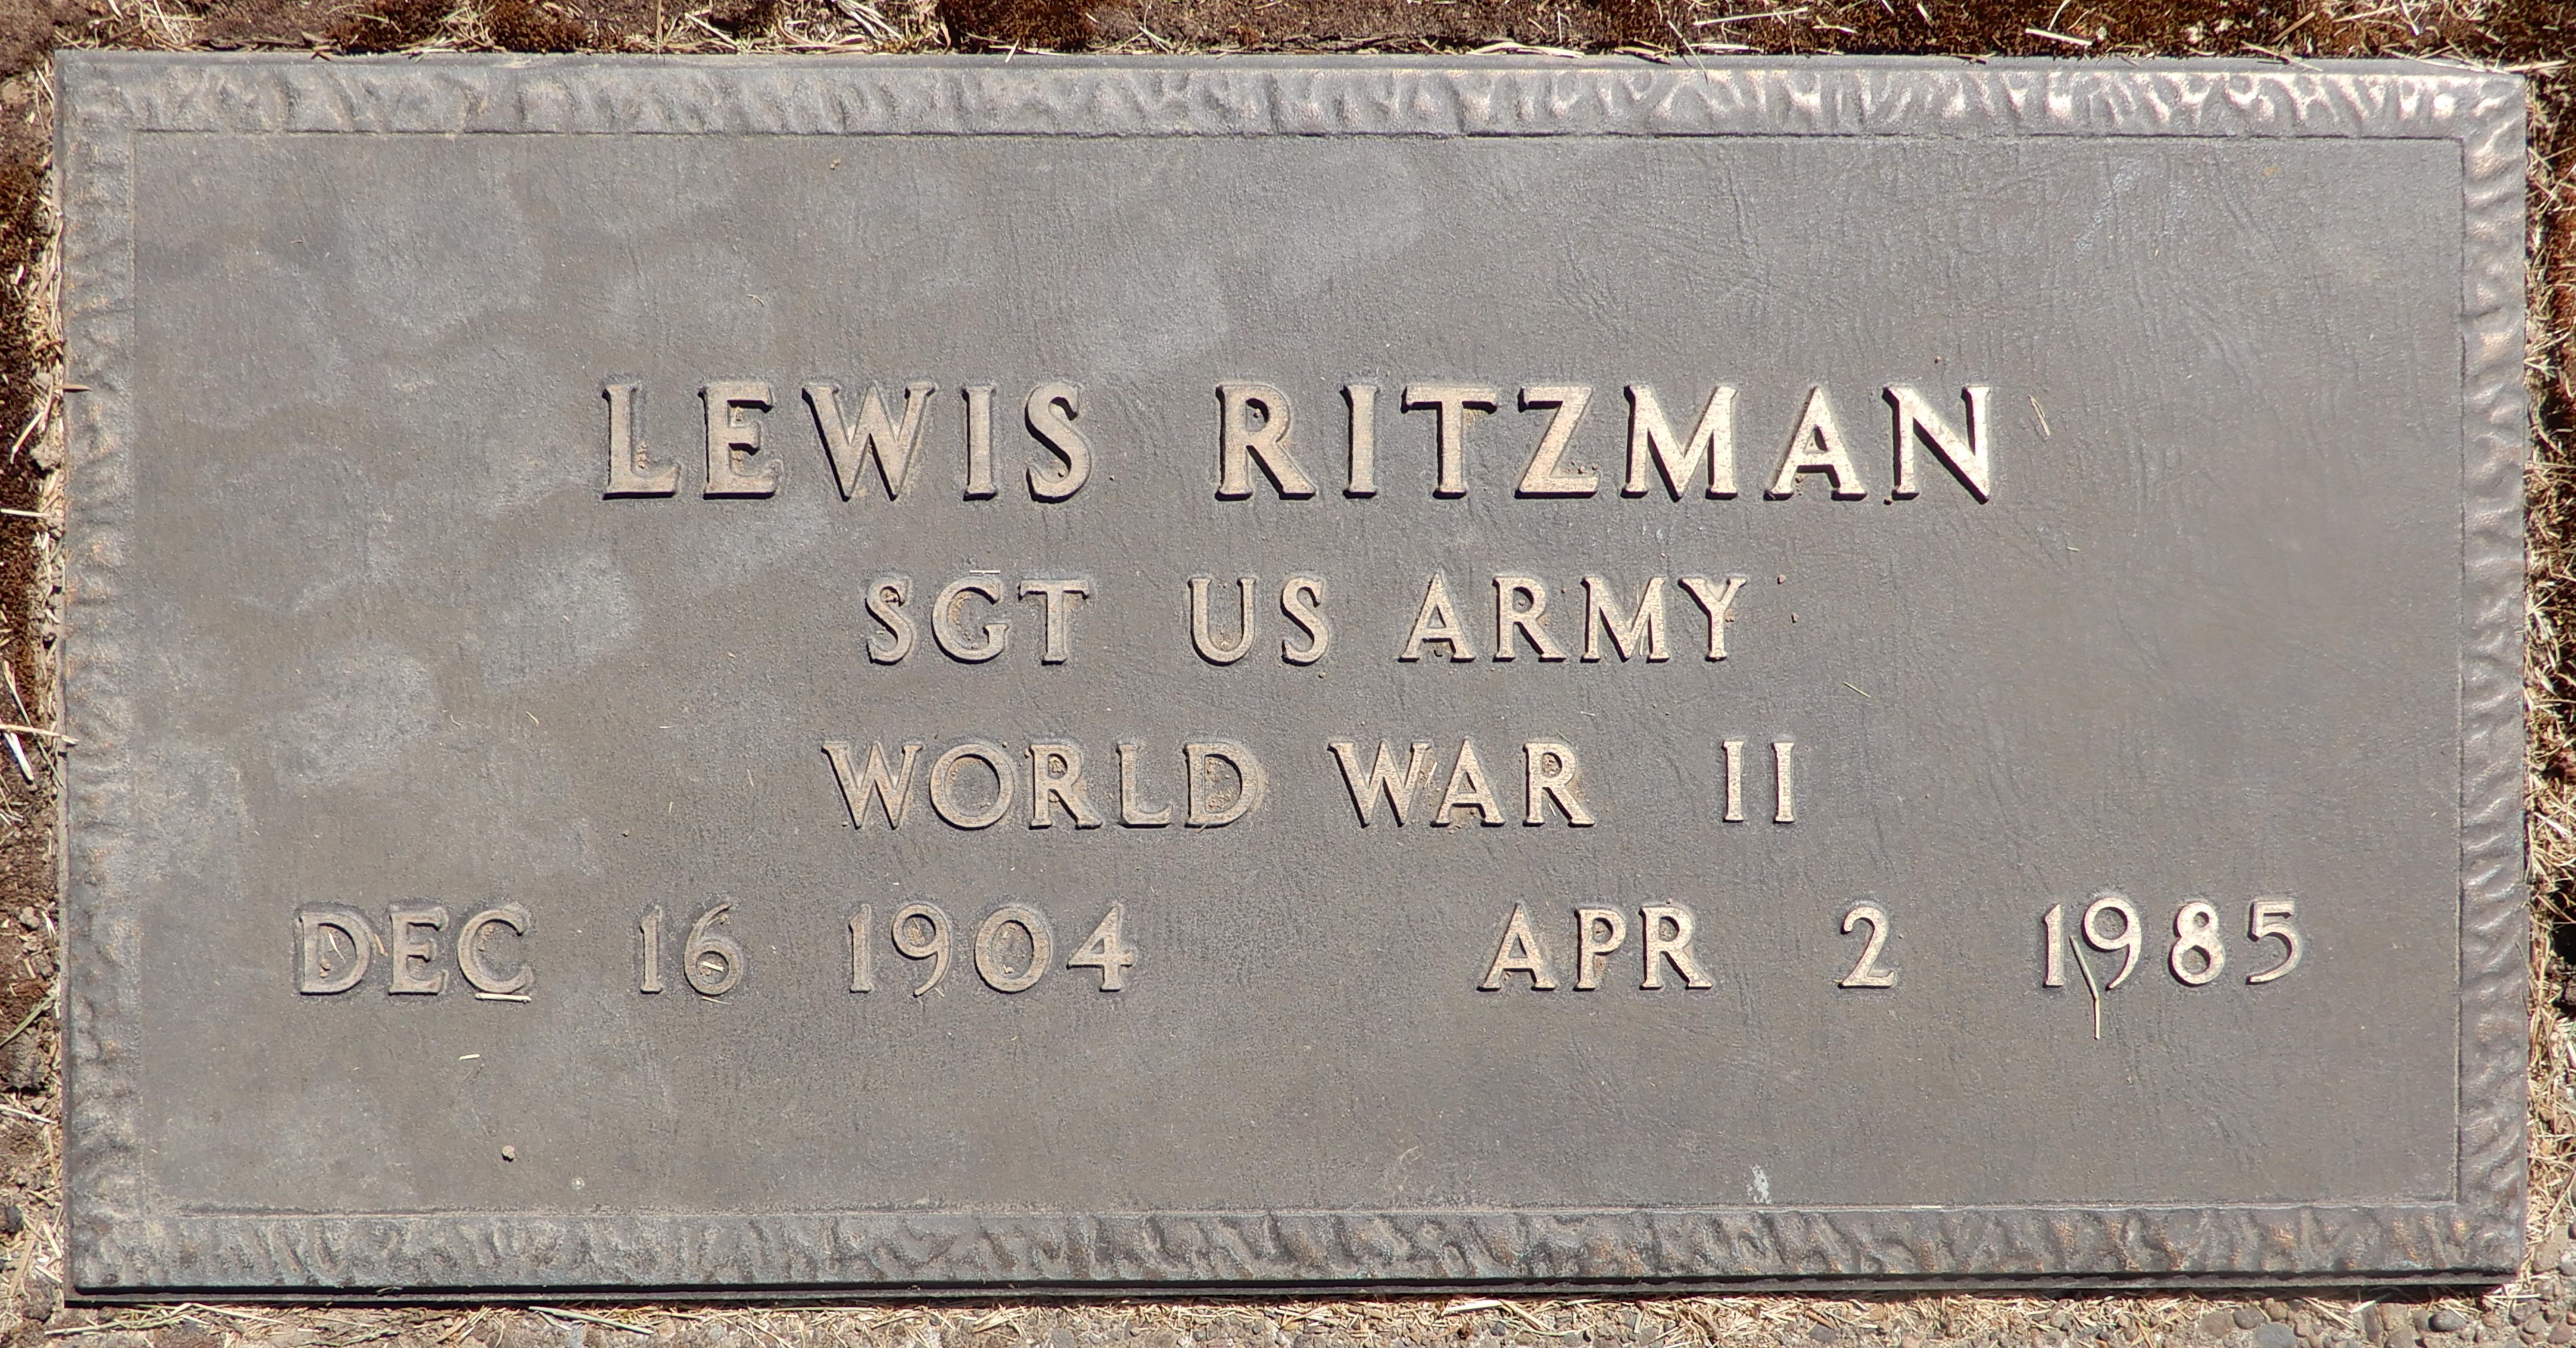 LEWIS RITZMAN
SGT US ARMY
WORLD WAR II
DEC 16 1904 APR 2 1985